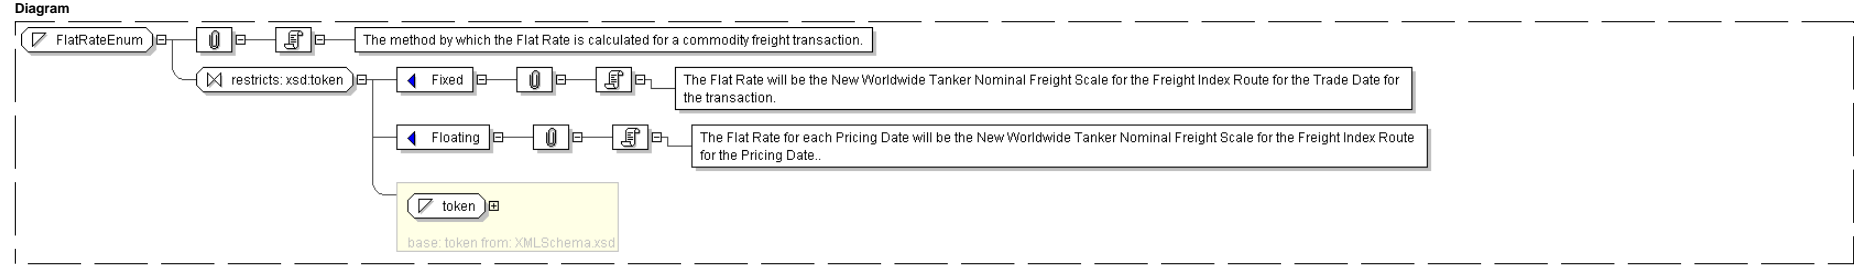 Diagram
FlatRateEnum
The method by which the Flat Rate is calculated for a commodity freight transaction.
restricts: xsd:token
Fixed
The Flat Rate will be the New Worldwide Tanker Nominal Freight Scale for the Freight Index Route for the Trade Date for
the transaction.
Floating
The Flat Rate for each Pricing Date will be the New Worldwide Tanker Nominal Freight Scale for the Freight Index Route
for the Pricing Date..
token
base: token from: XMLSchema.xsd